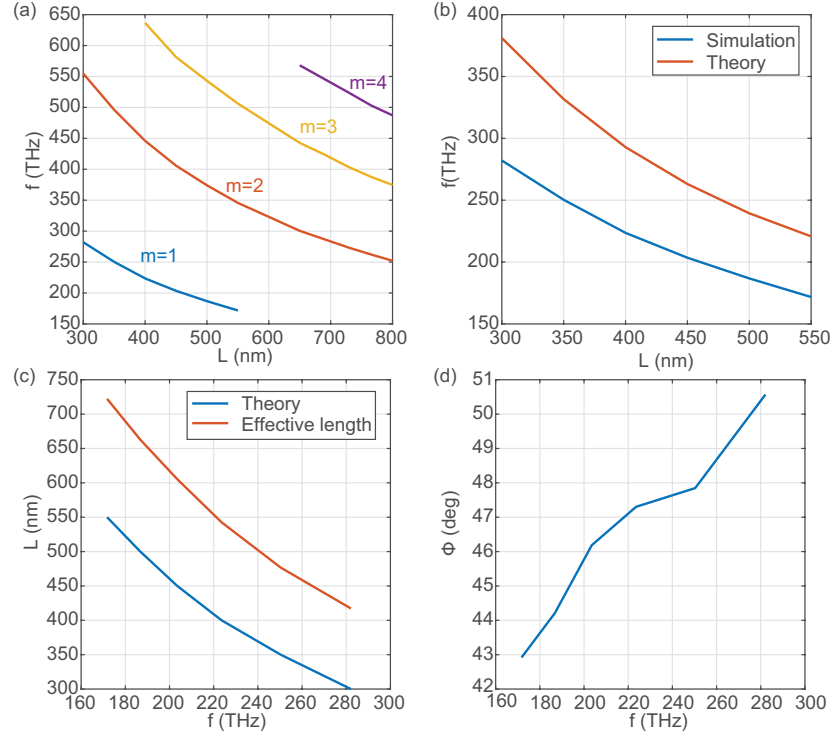 (a)
650
600
550
500
450
400
350
300
250
200
150
f (THz)
m=4
m=3
m=2
m=1
300 400 500 600 700 800
L (nm)
(b)
400
350
300
250
200
150
f(THz)
Simulation
Theory
300 350 400 450 500 550
L (nm)
(c)
750
700
650
600
550
500
450
400
350
300
L (nm)
Theory
Effective length
160 180 200 220 240 260 280 300
f (THz)
(d)
51
50
49
48
47
46
45
44
43
42
Φ (deg)
160 180 200 220 240 260 280 300
f (THz)